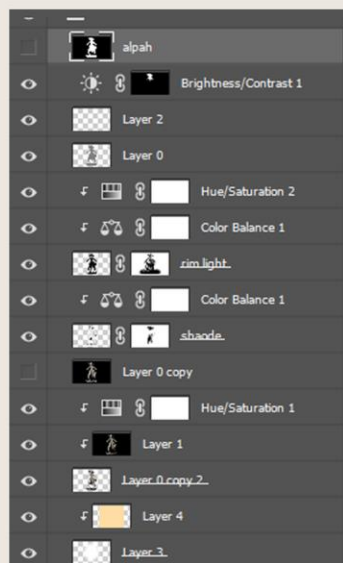 alpah
Brightness/Contrast 1
Layer 2
Layer 0
Hue/Saturation 2
Color Balance 1
rim light
Color Balance 1
shaode
Layer 0 copy
Hue/Saturation 1
Layer 1
Layer 0 copy 2
Layer 4
Layer 3